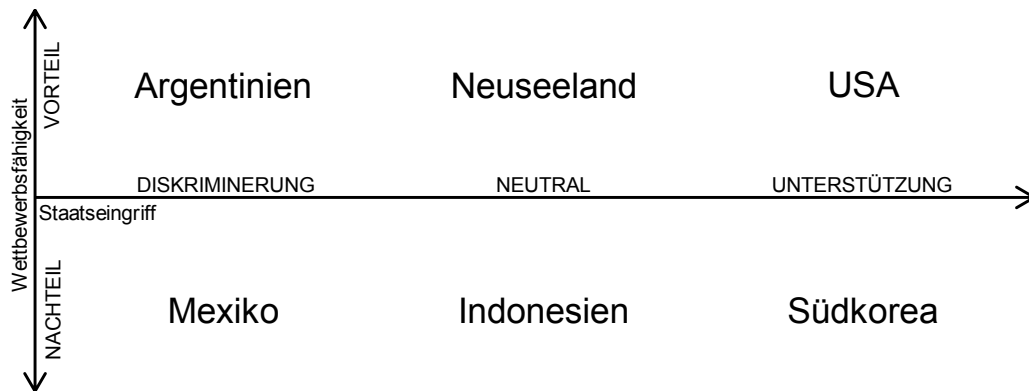 Wettbewerbsfähigkeit
VORTEIL
Argentinien Neuseeland USA
DISKRIMINERUNG NEUTRAL UNTERSTÜTZUNG
Staatseingriff
NACHTEIL
Mexiko Indonesien Südkorea